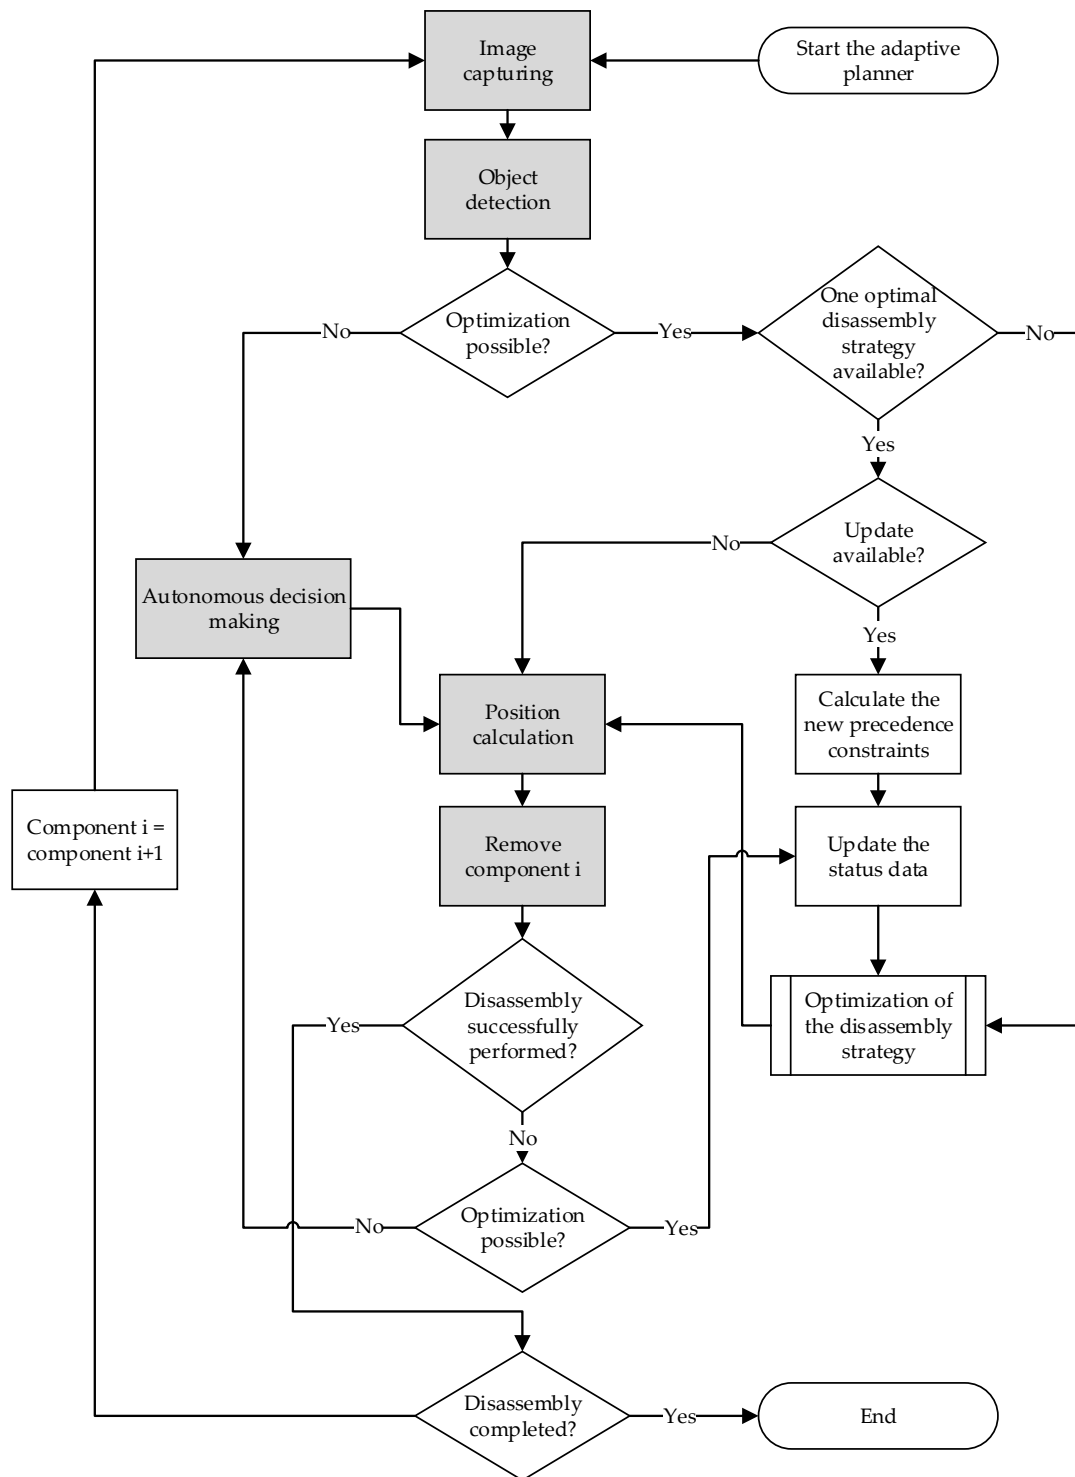 Image
capturing
Start the adaptive
planner
Object
detection
Optimization
possible?
No
Yes
One optimal
disassembly
strategy
available?
No
Yes
Update
available?
No
Yes
Autonomous decision
making
Position
calculation
Calculate the
new precedence
constraints
Component i =
component i+1
Remove
component i
Update the
status data
Disassembly
successfully
performed?
Yes
No
Optimization of
the disassembly
strategy
Optimization
possible?
No
Yes
Disassembly
completed?
Yes
End